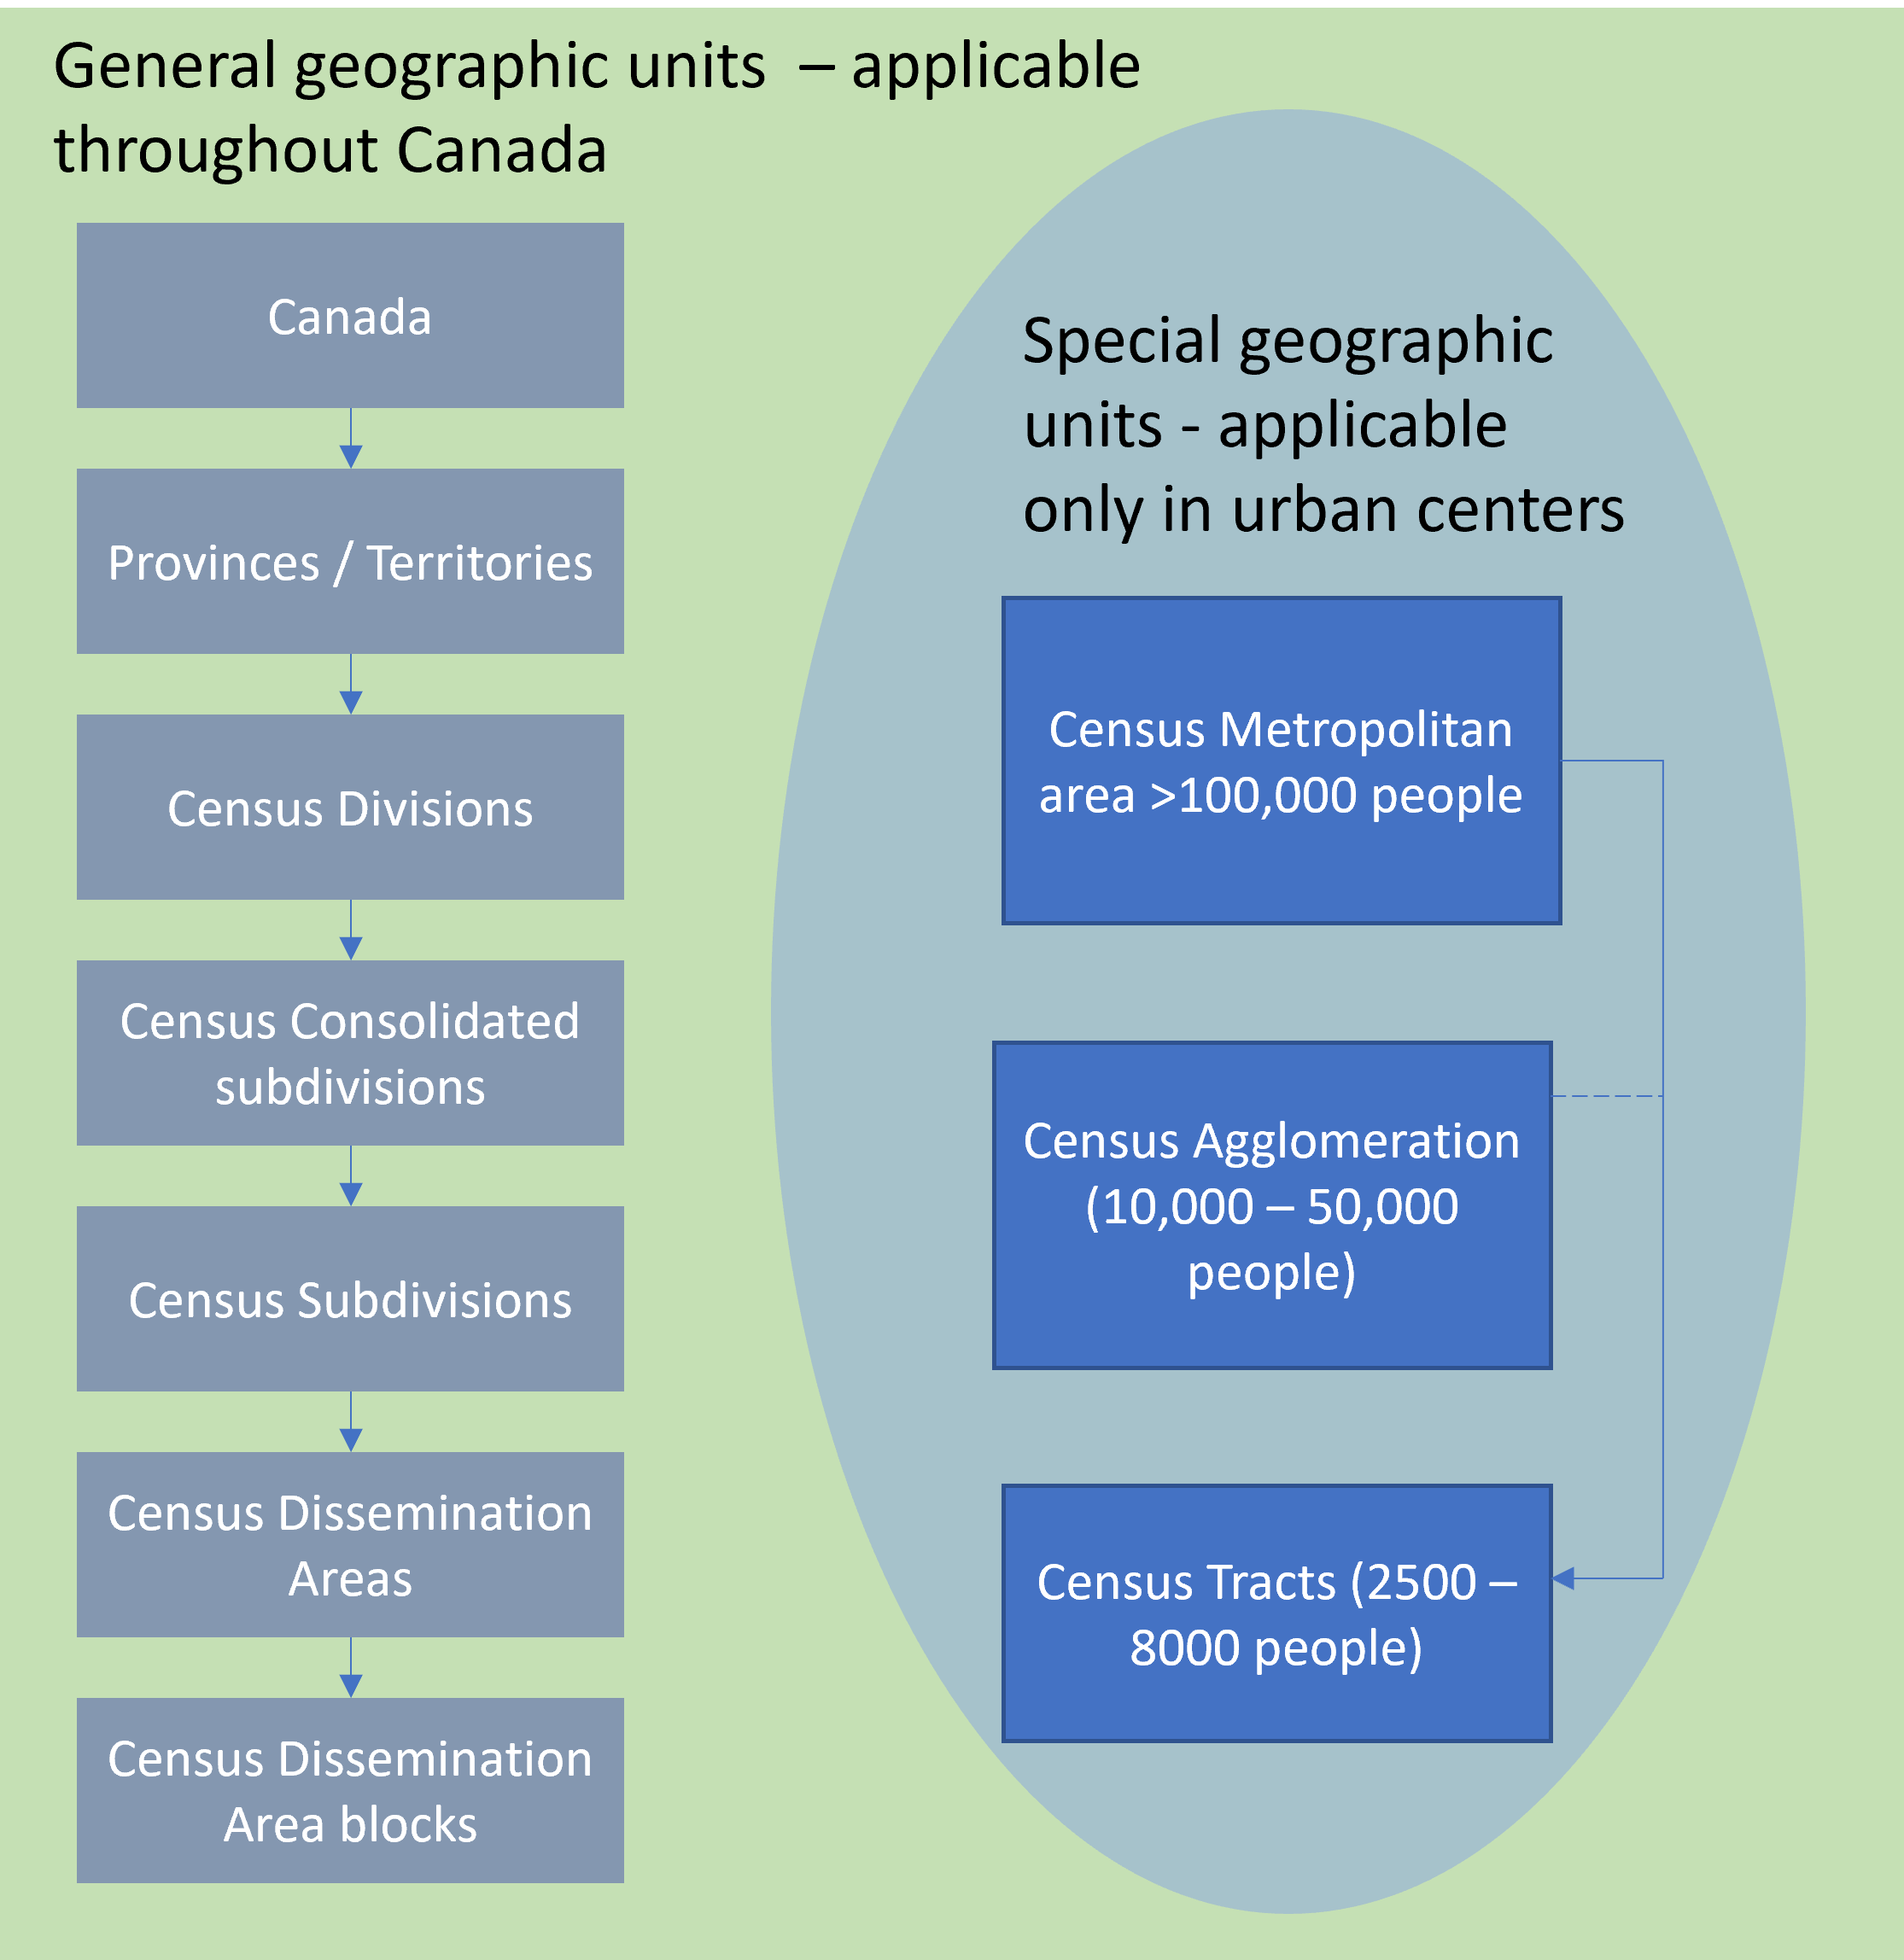 General geographic units – applicable
throughout Canada
Canada
Provinces / Territories
Census Divisions
Census Consolidated
subdivisions
Census Subdivisions
Census Dissemination
Areas
Census Dissemination
Area blocks
Special geographic
units - applicable
only in urban centers
Census Metropolitan
area >100,000 people
Census Agglomeration
(10,000 – 50,000
people)
Census Tracts (2500 –
8000 people)